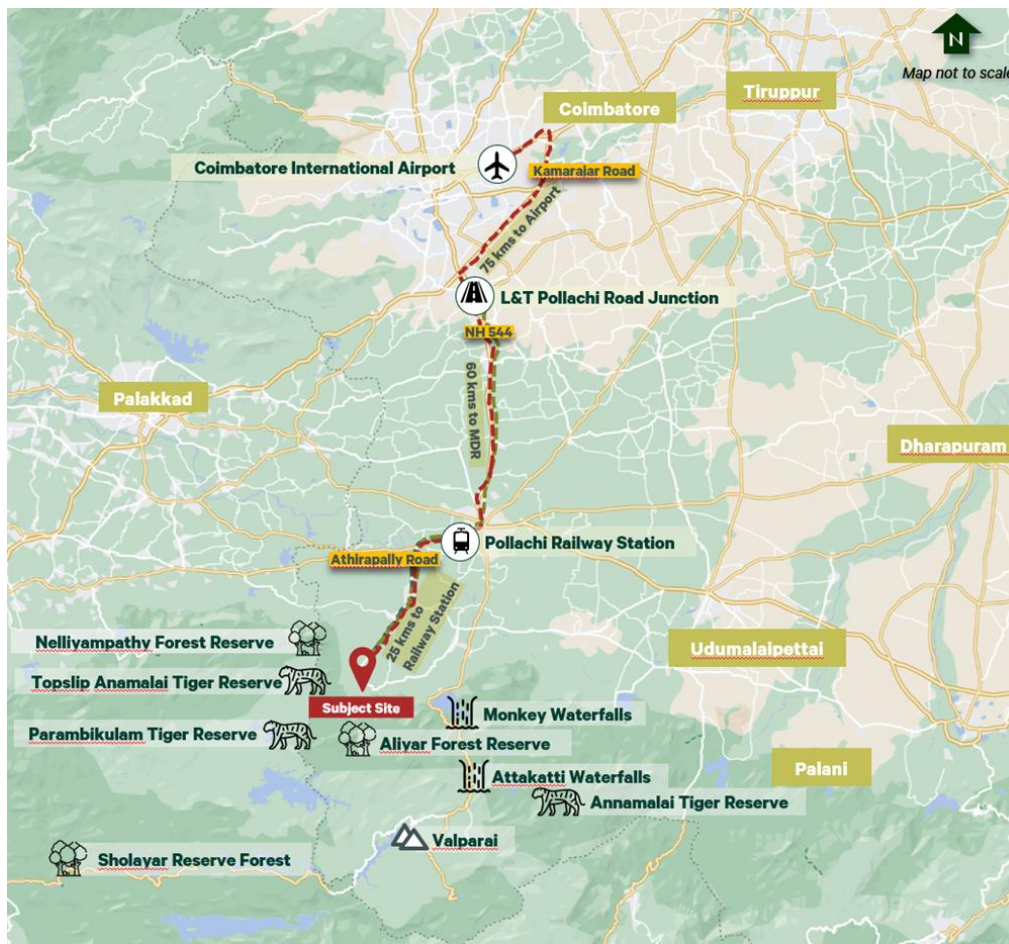 N
Map not to scale
Tiruppur
Coimbatore
Coimbatore International Airport
Kamarajar Road
75 kms to Airport
L&T Pollachi Road Junction
NH 544
60 kms to MDR
Palakkad
Dharapuram
Pollachi Railway Station
Athirapally Road
25 kms to
Railway Station
Nelliyampathy Forest Reserve
Udumalaipettai
Topslip Anamalai Tiger Reserve
Subject Site
Monkey Waterfalls
Parambikulam Tiger Reserve
Aliyar Forest Reserve
Palani
Attakatti Waterfalls
Annamalai Tiger Reserve
Valparai
Sholayar Reserve Forest